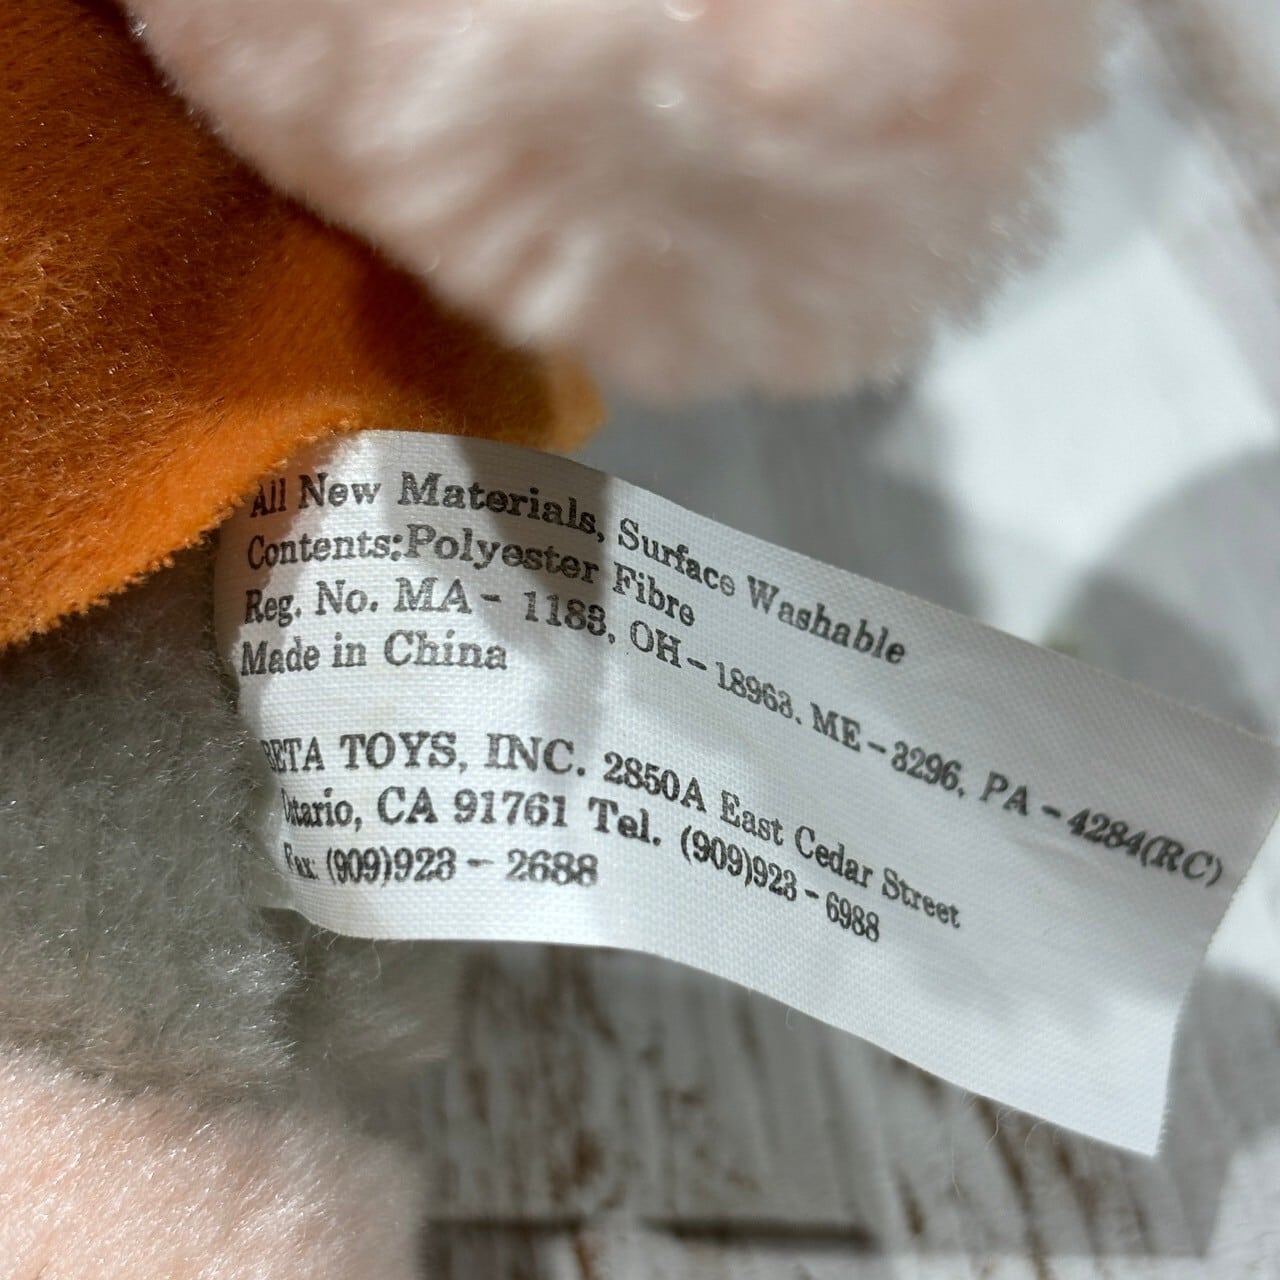 All New Materials, Surface Washable
Contents:Polyester Fibre
Reg. No. MA - 1183, OH - 18963. ME - 3296, PA - 4284(RC)
Made in China
BETA TOYS, INC. 2850A East Cedar Street
Ontario, CA 91761 Tel. (909)923 - 6988
Fax: (909)923 - 2688